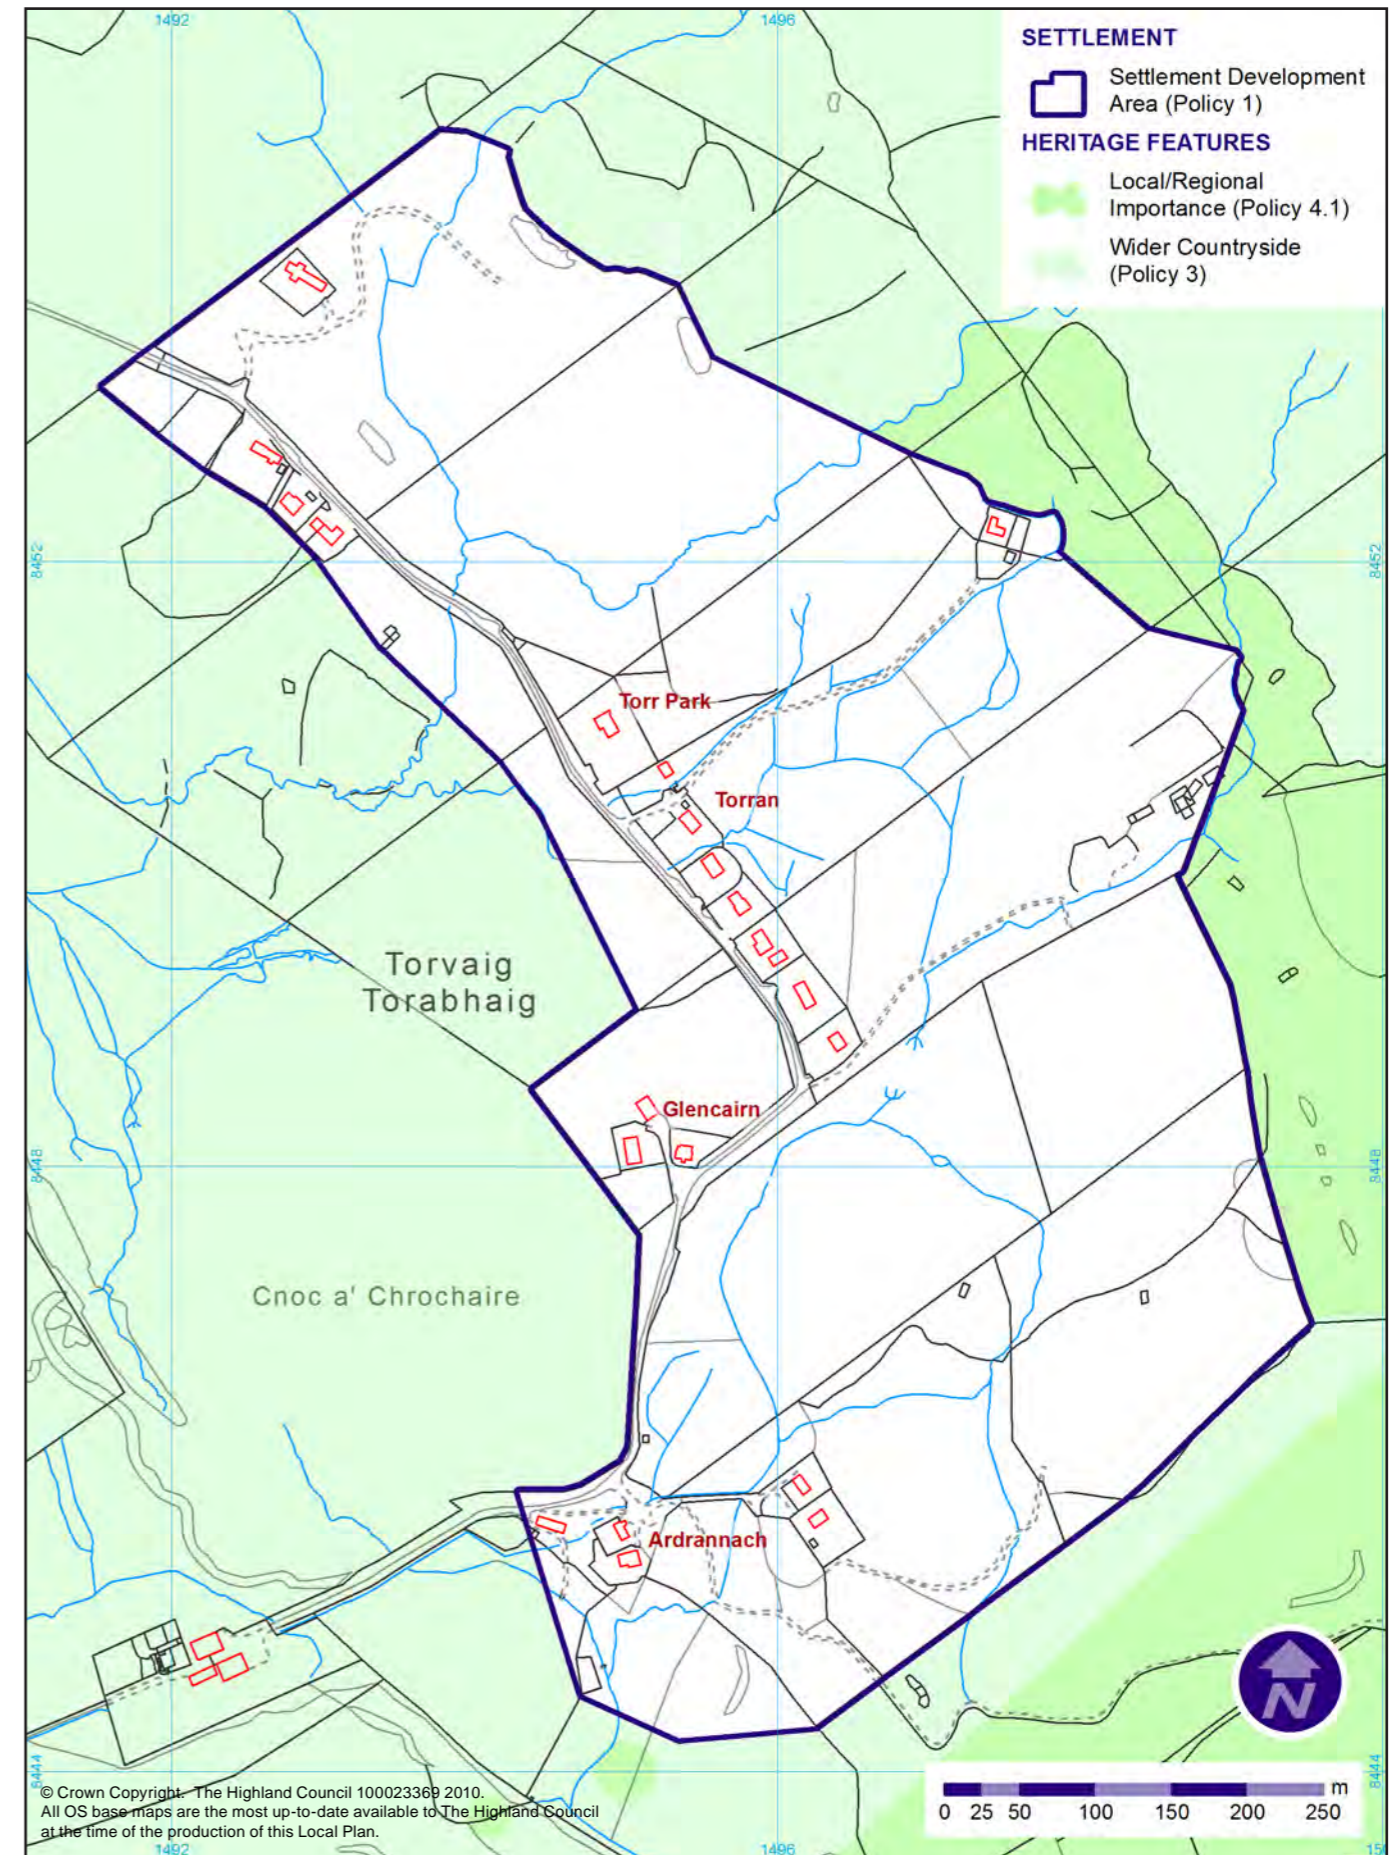 1492
1496
SETTLEMENT
Settlement Development
Area (Policy 1)
HERITAGE FEATURES
Local/Regional
Importance (Policy 4.1)
Wider Countryside
(Policy 3)
8452
8452
Torr Park
Torran
Torvaig
Torabhaig
Glencairn
8448
8448
Cnoc a' Chrochaire
Ardrannach
N
8444
8444
© Crown Copyright. The Highland Council 100023369 2010.
All OS base maps are the most up-to-date available to The Highland Council
at the time of the production of this Local Plan.
m
0 25 50 100 150 200 250
1492
1496